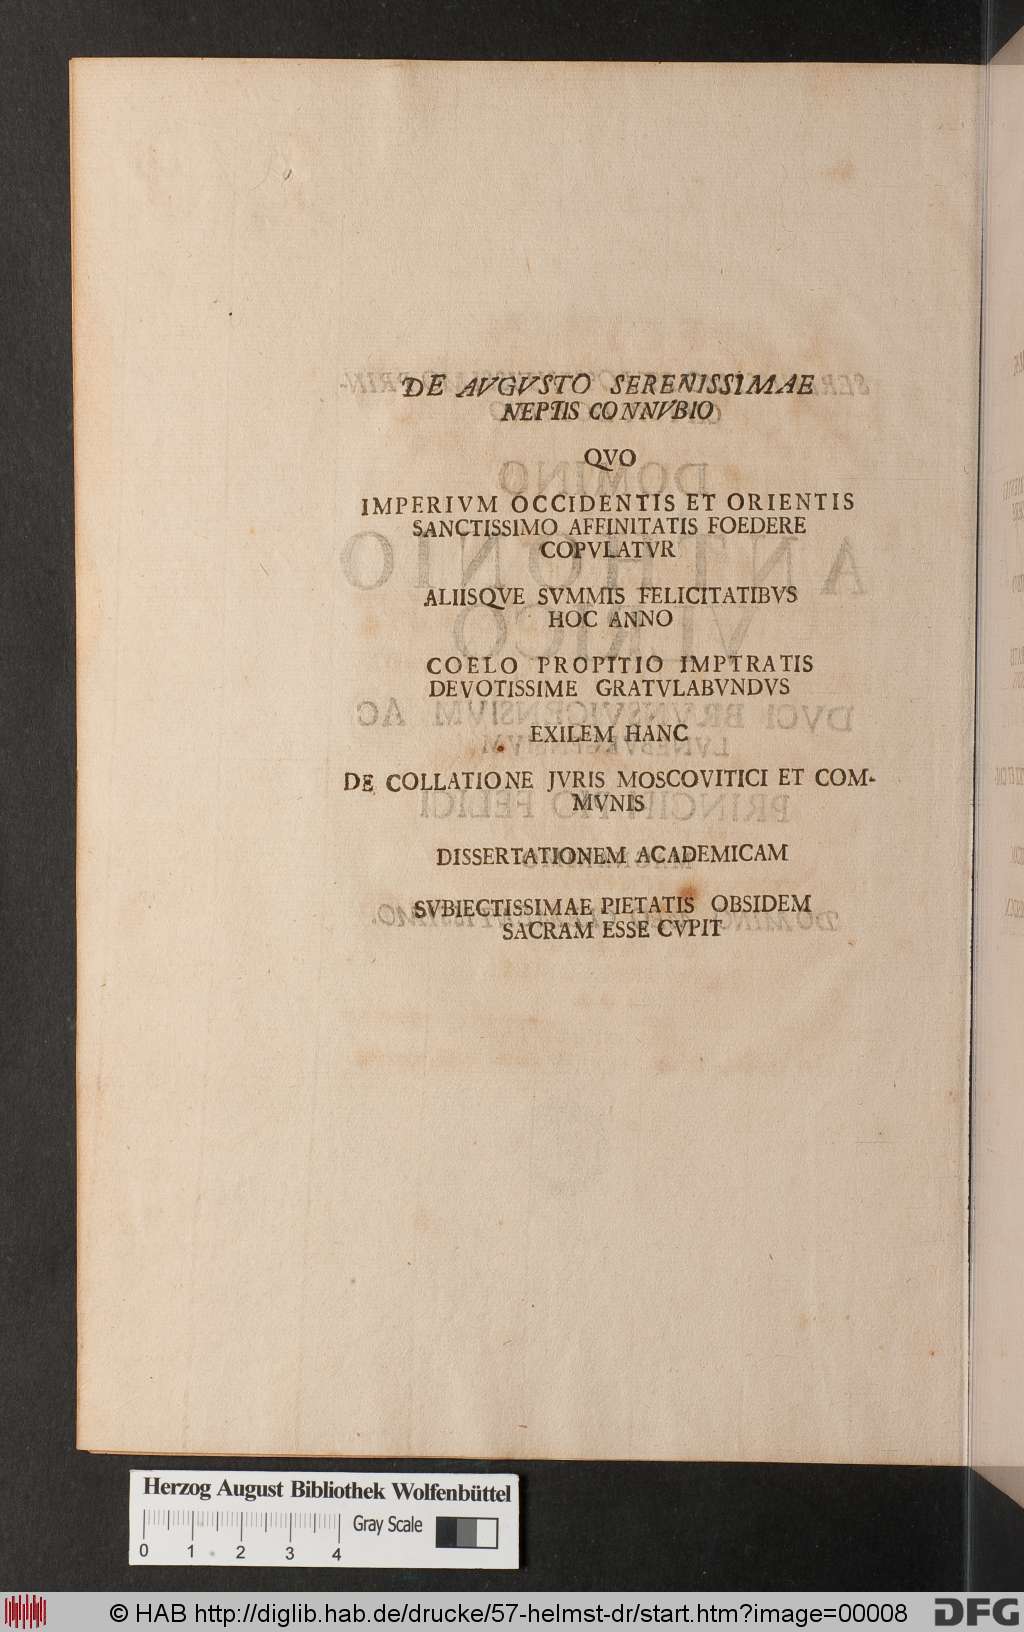 DE AVGVSTO SERENISSIMAE
NEPTIS CONNVBIO
QVO
IMPERIVM OCCIDENTIS ET ORIENTIS
SANCTISSIMO AFFINITATIS FOEDERE
COPVLATVR
ALIISQVE SVMMIS FELICITATIBVS
HOC ANNO
COELO PROPITIO IMPTRATIS
DEVOTISSIME GRATVLABVNDVS
EXILEM HANC
DE COLLATIONE JVRIS MOSCOVITICI ET COM-
MVNIS
DISSERTATIONEM ACADEMICAM
SVBIECTISSIMAE PIETATIS OBSIDEM
SACRAM ESSE CVPIT
Herzog August Bibliothek Wolfenbüttel
Gray Scale
0 1 2 3 4
© HAB http://diglib.hab.de/drucke/57-helmst-dr/start.htm?image=00008
DFG